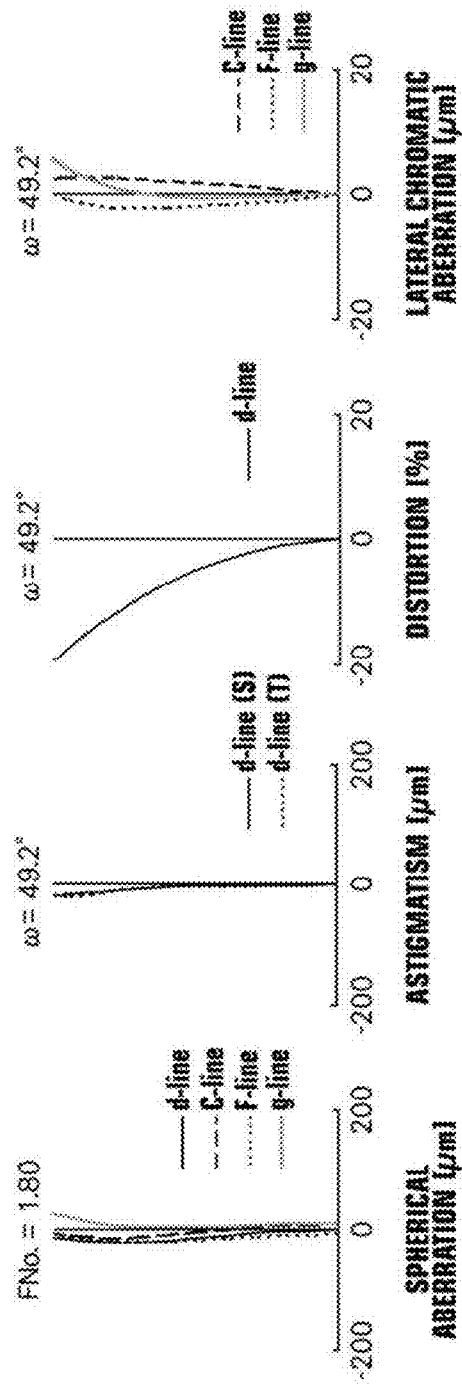 FNo. = 1.80
d-line
C-line
F-line
g-line
-200 0 200
SPHERICAL
ABERRATION [μm]
ω = 49.2°
d-line (S)
d-line (T)
-200 0 200
ASTIGMATISM [μm]
ω = 49.2°
d-line
-20 0 20
DISTORTION [%]
ω = 49.2°
C-line
F-line
g-line
-20 0 20
LATERAL CHROMATIC
ABERRATION [μm]